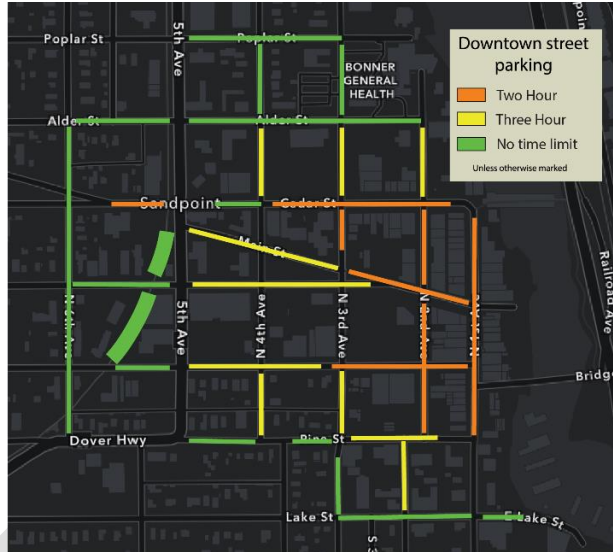 Poplar St
5th Ave
Poplar St
BONNER
GENERAL
HEALTH
Downtown street
parking
Two Hour
Three Hour
No time limit
Unless otherwise marked
Alder St
Alder St
Sandpoint
Cedar St
Main St
Railroad Ave
5th Ave
N 4th Ave
N 3rd Ave
Bridge
Dover Hwy
Pine St
Lake St
E Lake St
S 3